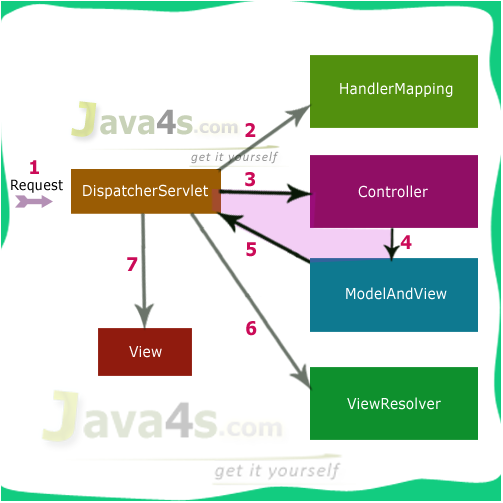 HandlerMapping
Java4s.com
2
get it yourself
1
Request
DispatcherServlet
3
Controller
4
5
7
ModelAndView
6
View
ViewResolver
Java4s.com
get it yourself